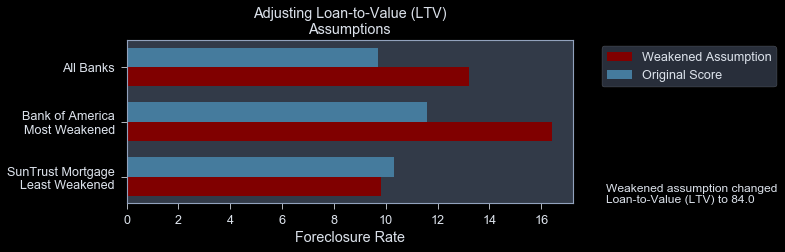 Adjusting Loan-to-Value (LTV)
Assumptions
Weakened Assumption
Original Score
All Banks
Bank of America
Most Weakened
SunTrust Mortgage
Least Weakened
Weakened assumption changed
Loan-to-Value (LTV) to 84.0
0 2 4 6 8 10 12 14 16
Foreclosure Rate